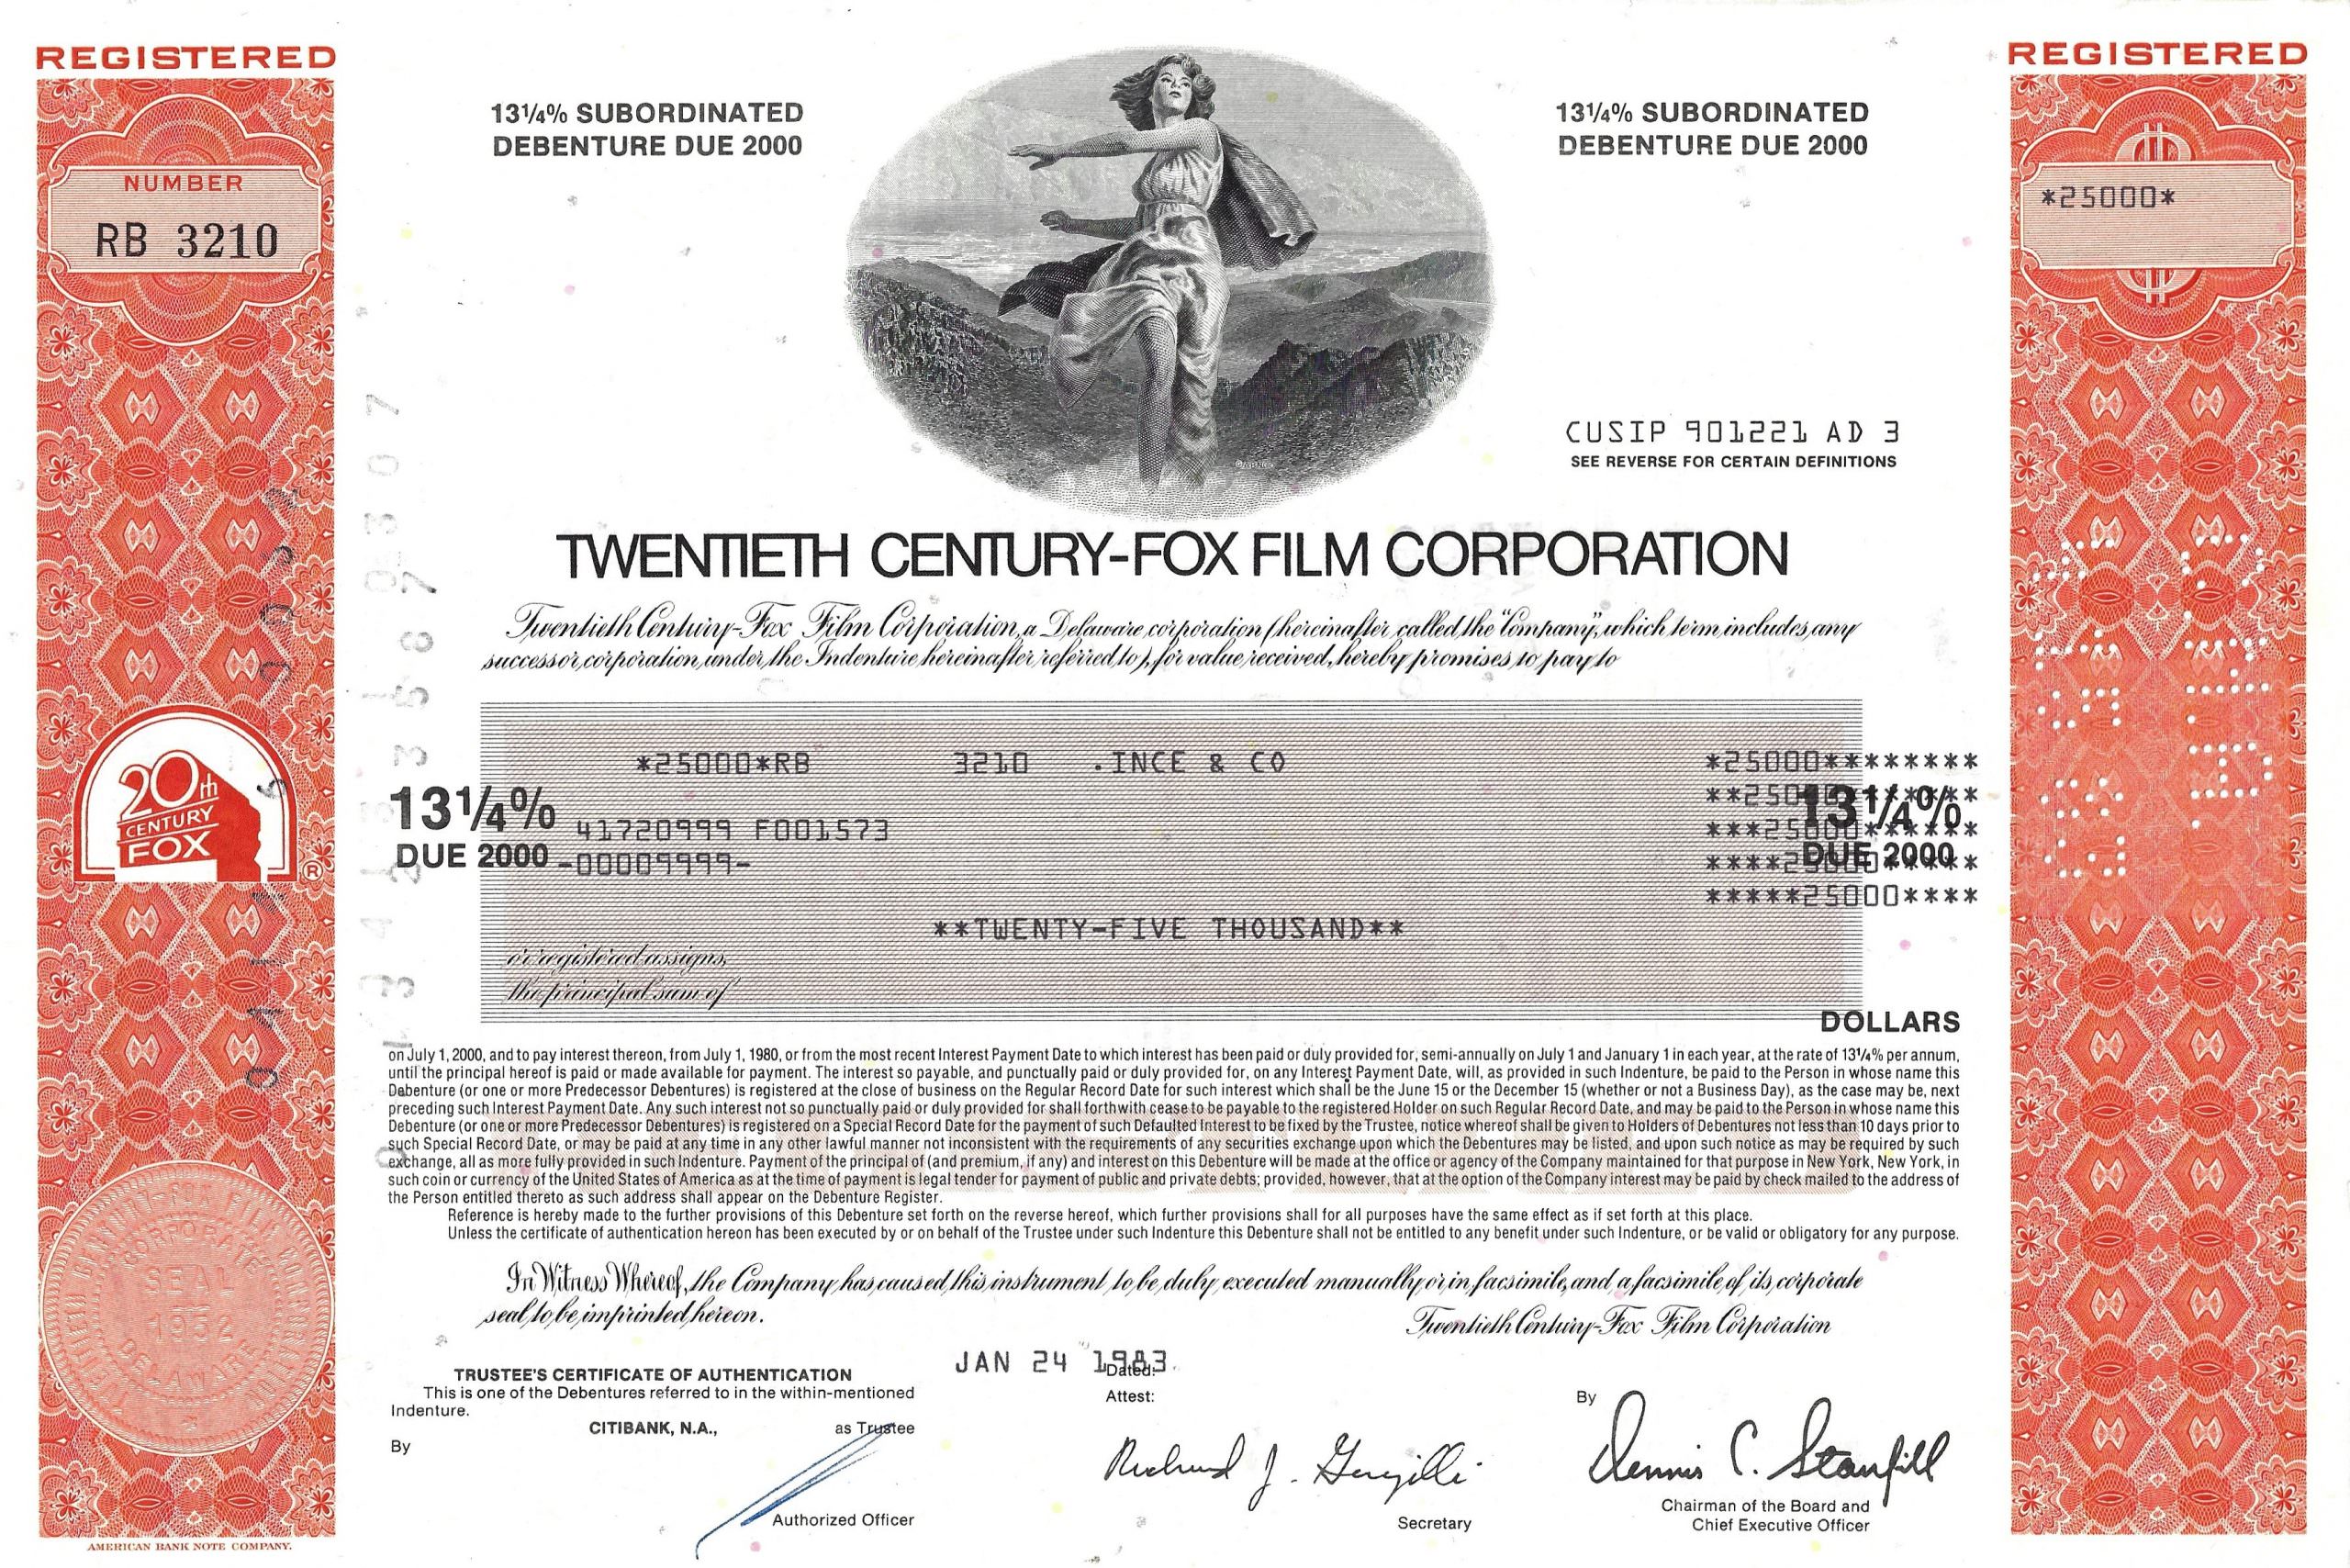 REGISTERED
REGISTERED
NUMBER
RB 3210
13¼% SUBORDINATED
DEBENTURE DUE 2000
13¼% SUBORDINATED
DEBENTURE DUE 2000
*25000*
CUSIP 901221 AD 3
SEE REVERSE FOR CERTAIN DEFINITIONS
TWENTIETH CENTURY-FOX FILM CORPORATION
Twentieth Century-Fox Film Corporation, a Delaware corporation (hereinafter called the "Company", which term includes any
successor corporation under the Indenture hereinafter referred to), for value received, hereby promises to pay to
*25000*RB 3210 .INCE & CO *25000********
**25000*******
13¼% 41720999 F001573 ***25000****** 13¼%
DUE 2000 -00009999- ****25000***** DUE 2000
*****25000****
**TWENTY-FIVE THOUSAND**
or registered assigns,
the principal sum of
DOLLARS
20th
CENTURY
FOX
®
on July 1, 2000, and to pay interest thereon, from July 1, 1980, or from the most recent Interest Payment Date to which interest has been paid or duly provided for, semi-annually on July 1 and January 1 in each year, at the rate of 13¼% per annum,
until the principal hereof is paid or made available for payment. The interest so payable, and punctually paid or duly provided for, on any Interest Payment Date, will, as provided in such Indenture, be paid to the Person in whose name this
Debenture (or one or more Predecessor Debentures) is registered at the close of business on the Regular Record Date for such interest which shall be the June 15 or the December 15 (whether or not a Business Day), as the case may be, next
preceding such Interest Payment Date. Any such interest not so punctually paid or duly provided for shall forthwith cease to be payable to the registered Holder on such Regular Record Date, and may be paid to the Person in whose name this
Debenture (or one or more Predecessor Debentures) is registered on a Special Record Date for the payment of such Defaulted Interest to be fixed by the Trustee, notice whereof shall be given to Holders of Debentures not less than 10 days prior to
such Special Record Date, or may be paid at any time in any other lawful manner not inconsistent with the requirements of any securities exchange upon which the Debentures may be listed, and upon such notice as may be required by such
exchange, all as more fully provided in such Indenture. Payment of the principal of (and premium, if any) and interest on this Debenture will be made at the office or agency of the Company maintained for that purpose in New York, New York, in
such coin or currency of the United States of America as at the time of payment is legal tender for payment of public and private debts; provided, however, that at the option of the Company interest may be paid by check mailed to the address of
the Person entitled thereto as such address shall appear on the Debenture Register.
Reference is hereby made to the further provisions of this Debenture set forth on the reverse hereof, which further provisions shall for all purposes have the same effect as if set forth at this place.
Unless the certificate of authentication hereon has been executed by or on behalf of the Trustee under such Indenture this Debenture shall not be entitled to any benefit under such Indenture, or be valid or obligatory for any purpose.
In Witness Whereof, the Company has caused this instrument to be duly executed manually or in facsimile, and a facsimile of its corporate
seal to be imprinted hereon.
Twentieth Century-Fox Film Corporation
TWENTIETH CENTURY-FOX FILM CORPORATION
CORPORATE
SEAL
1952
DELAWARE
TRUSTEE'S CERTIFICATE OF AUTHENTICATION
This is one of the Debentures referred to in the within-mentioned
Indenture.
CITIBANK, N.A., as Trustee
By
Authorized Officer
JAN 24 1983
Dated:
Attest:
Secretary
By
Dennis C. Stanfill
Chairman of the Board and
Chief Executive Officer
AMERICAN BANK NOTE COMPANY.